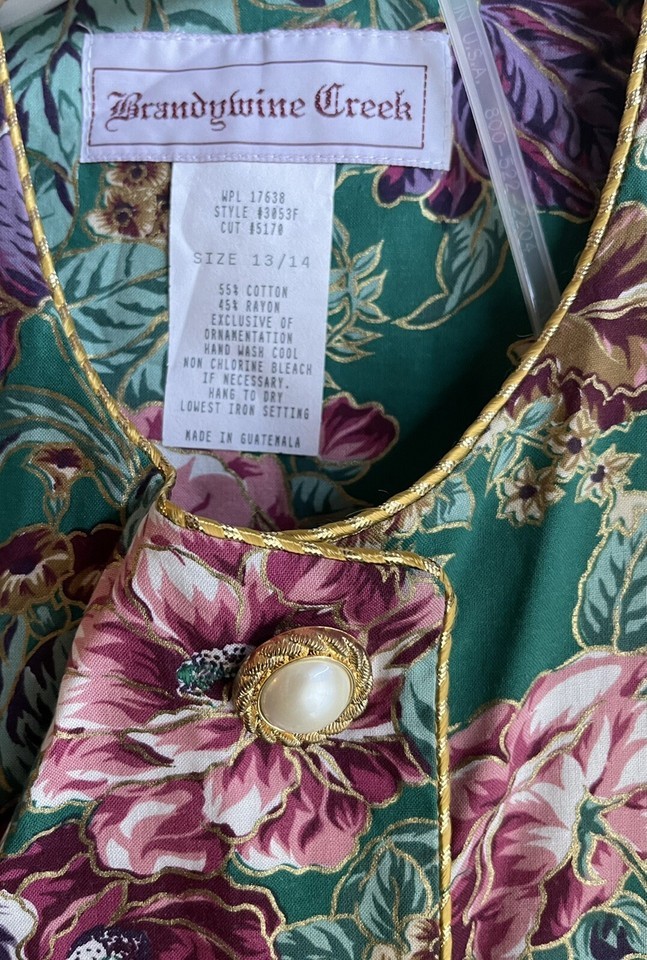 Brandywine Creek
WPL 17638
STYLE #3053F
CUT #5170
SIZE 13/14
55% COTTON
45% RAYON
EXCLUSIVE OF
ORNAMENTATION
HAND WASH COOL
NON CHLORINE BLEACH
IF NECESSARY.
HANG TO DRY
LOWEST IRON SETTING
MADE IN GUATEMALA
IN U.S.A.